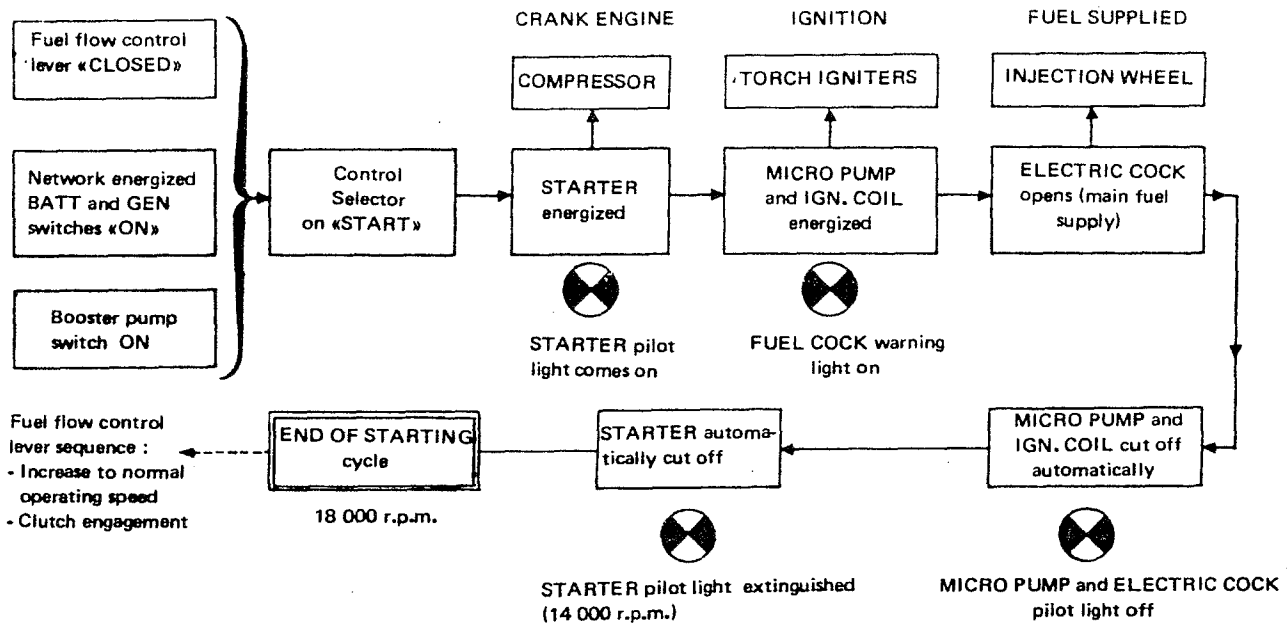 CRANK ENGINE
IGNITION
FUEL SUPPLIED
Fuel flow control
lever «CLOSED»
COMPRESSOR
TORCH IGNITERS
INJECTION WHEEL
Network energized
BATT and GEN
switches «ON»
Control
Selector
on «START»
STARTER
energized
MICRO PUMP
and IGN. COIL
energized
ELECTRIC COCK
opens (main fuel
supply)
Booster pump
switch ON
STARTER pilot
light comes on
FUEL COCK warning
light on
Fuel flow control
lever sequence :
- Increase to normal
operating speed
- Clutch engagement
END OF STARTING
cycle
18 000 r.p.m.
STARTER automa-
tically cut off
MICRO PUMP and
IGN. COIL cut off
automatically
STARTER pilot light extinguished
(14 000 r.p.m.)
MICRO PUMP and ELECTRIC COCK
pilot light off